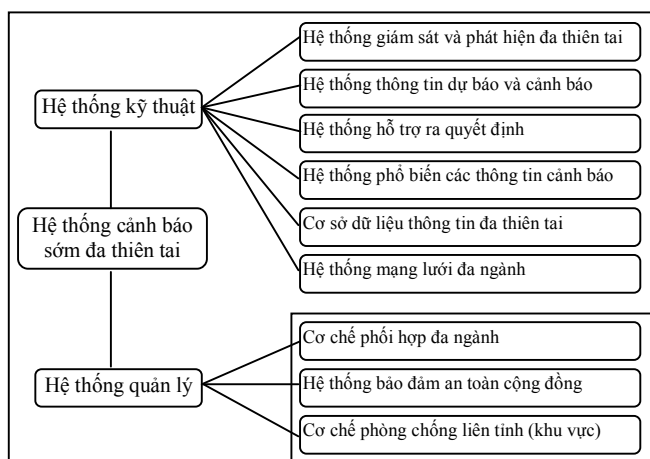 Hệ thống giám sát và phát hiện đa thiên tai
Hệ thống thông tin dự báo và cảnh báo
Hệ thống kỹ thuật
Hệ thống hỗ trợ ra quyết định
Hệ thống phổ biến các thông tin cảnh báo
Hệ thống cảnh báo
sớm đa thiên tai
Cơ sở dữ liệu thông tin đa thiên tai
Hệ thống mạng lưới đa ngành
Cơ chế phối hợp đa ngành
Hệ thống quản lý
Hệ thống bảo đảm an toàn cộng đồng
Cơ chế phòng chống liên tỉnh (khu vực)